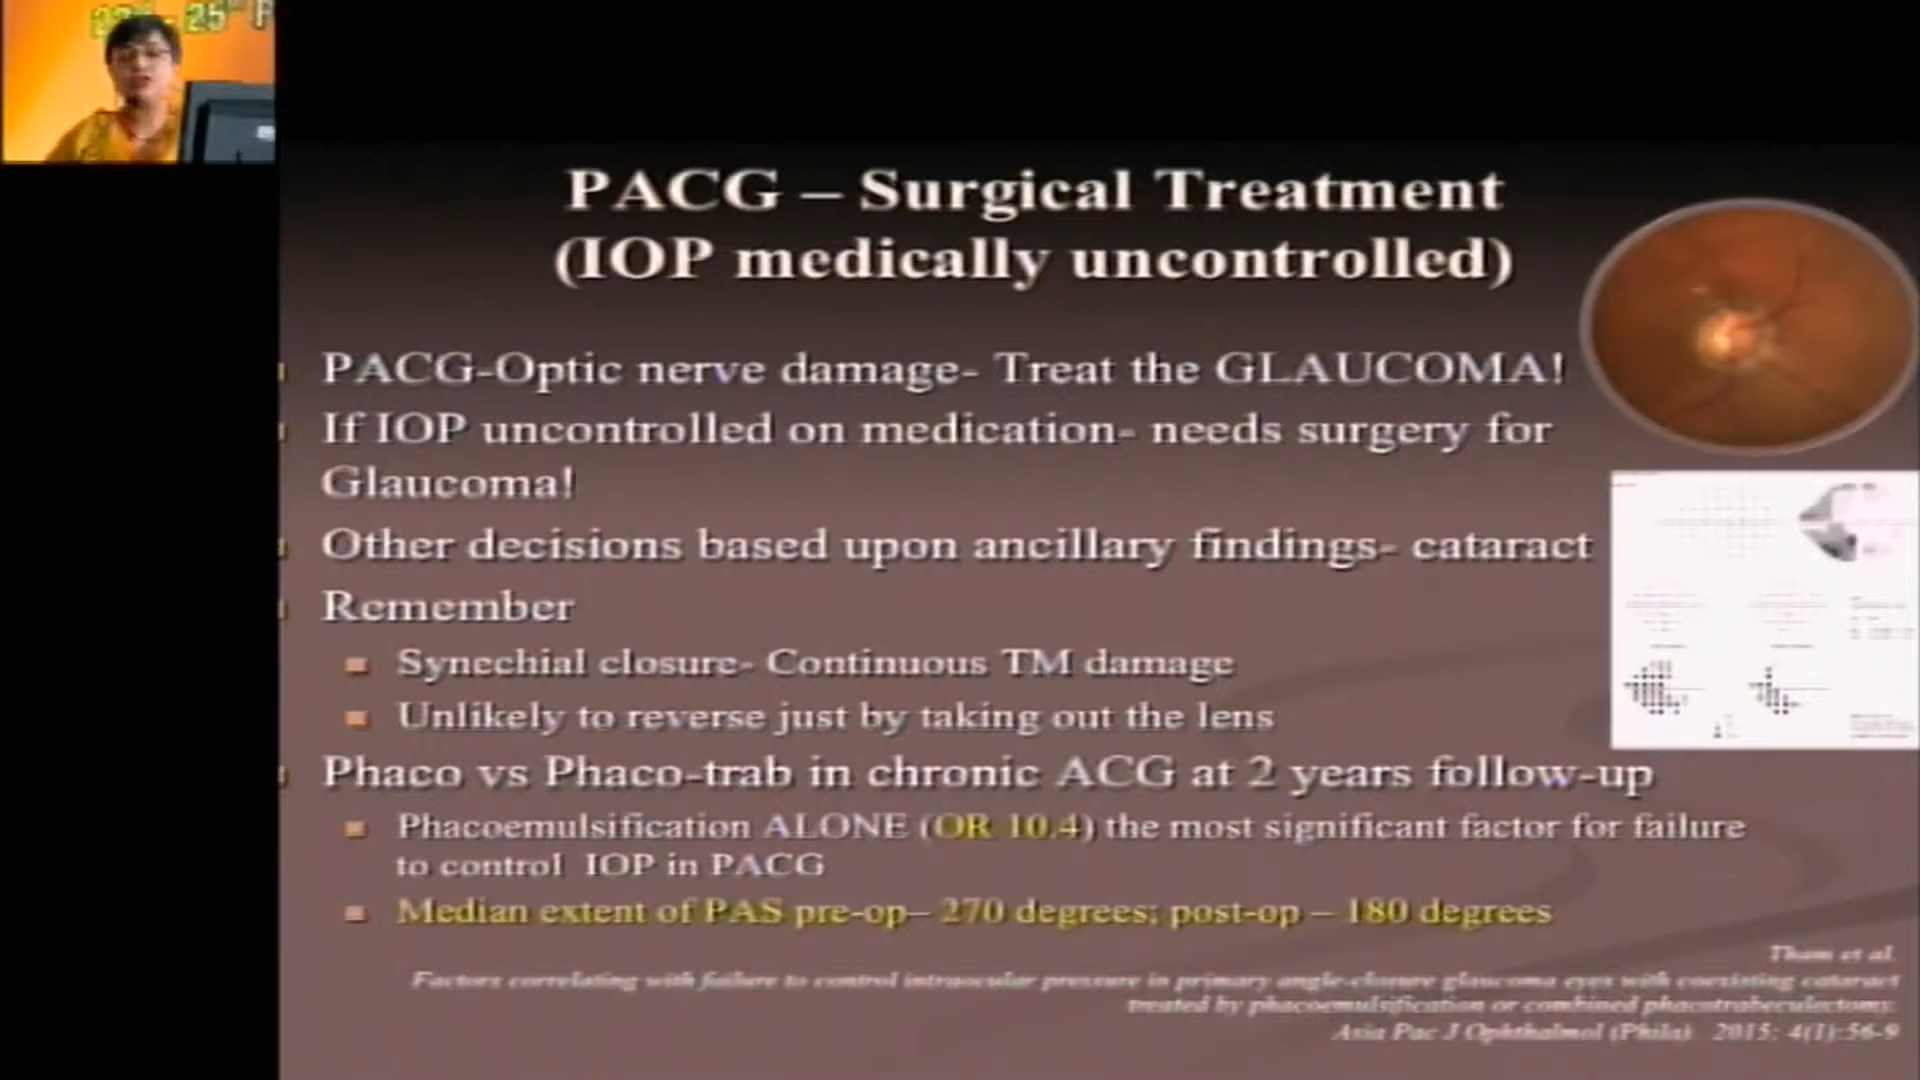 25th F
PACG – Surgical Treatment
(IOP medically uncontrolled)
PACG-Optic nerve damage- Treat the GLAUCOMA!
If IOP uncontrolled on medication- needs surgery for
Glaucoma!
Other decisions based upon ancillary findings- cataract
Remember
Synechial closure- Continuous TM damage
Unlikely to reverse just by taking out the lens
Phaco vs Phaco-trab in chronic ACG at 2 years follow-up
Phacoemulsification ALONE (OR 10.4) the most significant factor for failure
to control IOP in PACG
Median extent of PAS pre-op– 270 degrees; post-op – 180 degrees
Tham et al.
Factors correlating with failure to control intraocular pressure in primary angle-closure glaucoma eyes with coexisting cataract
treated by phacoemulsification or combined phacotrabeculectomy.
Asia Pac J Ophthalmol (Phila). 2015; 4(1):56-9